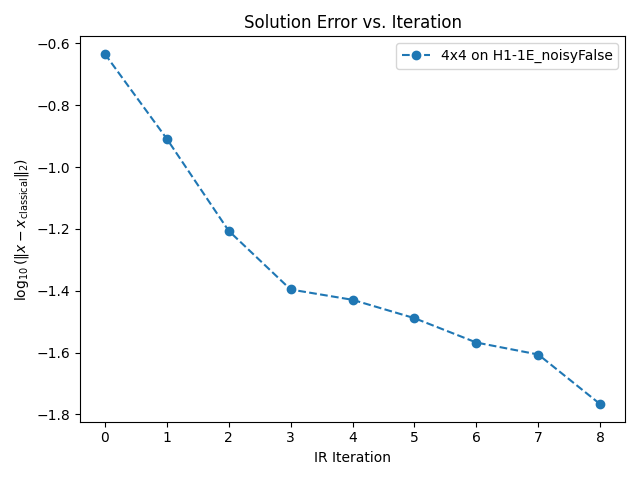 Solution Error vs. Iteration
4x4 on H1-1E_noisyFalse
log₁₀ (‖x − x_classical‖₂)
−0.6
−0.8
−1.0
−1.2
−1.4
−1.6
−1.8
0 1 2 3 4 5 6 7 8
IR Iteration